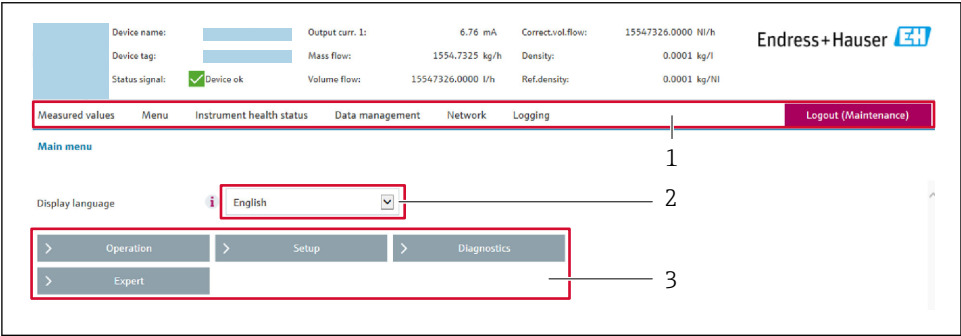 Device name: Output curr. 1: 6.76 mA Correct.vol.flow: 15547326.0000 Nl/h
Endress+Hauser EH
Device tag: Mass flow: 1554.7325 kg/h Density: 0.0001 kg/l
Status signal: Device ok Volume flow: 15547326.0000 l/h Ref.density: 0.0001 kg/Nl
Measured values Menu Instrument health status Data management Network Logging Logout (Maintenance)
1
Main menu
Display language i English 2
> Operation > Setup > Diagnostics
> Expert 3